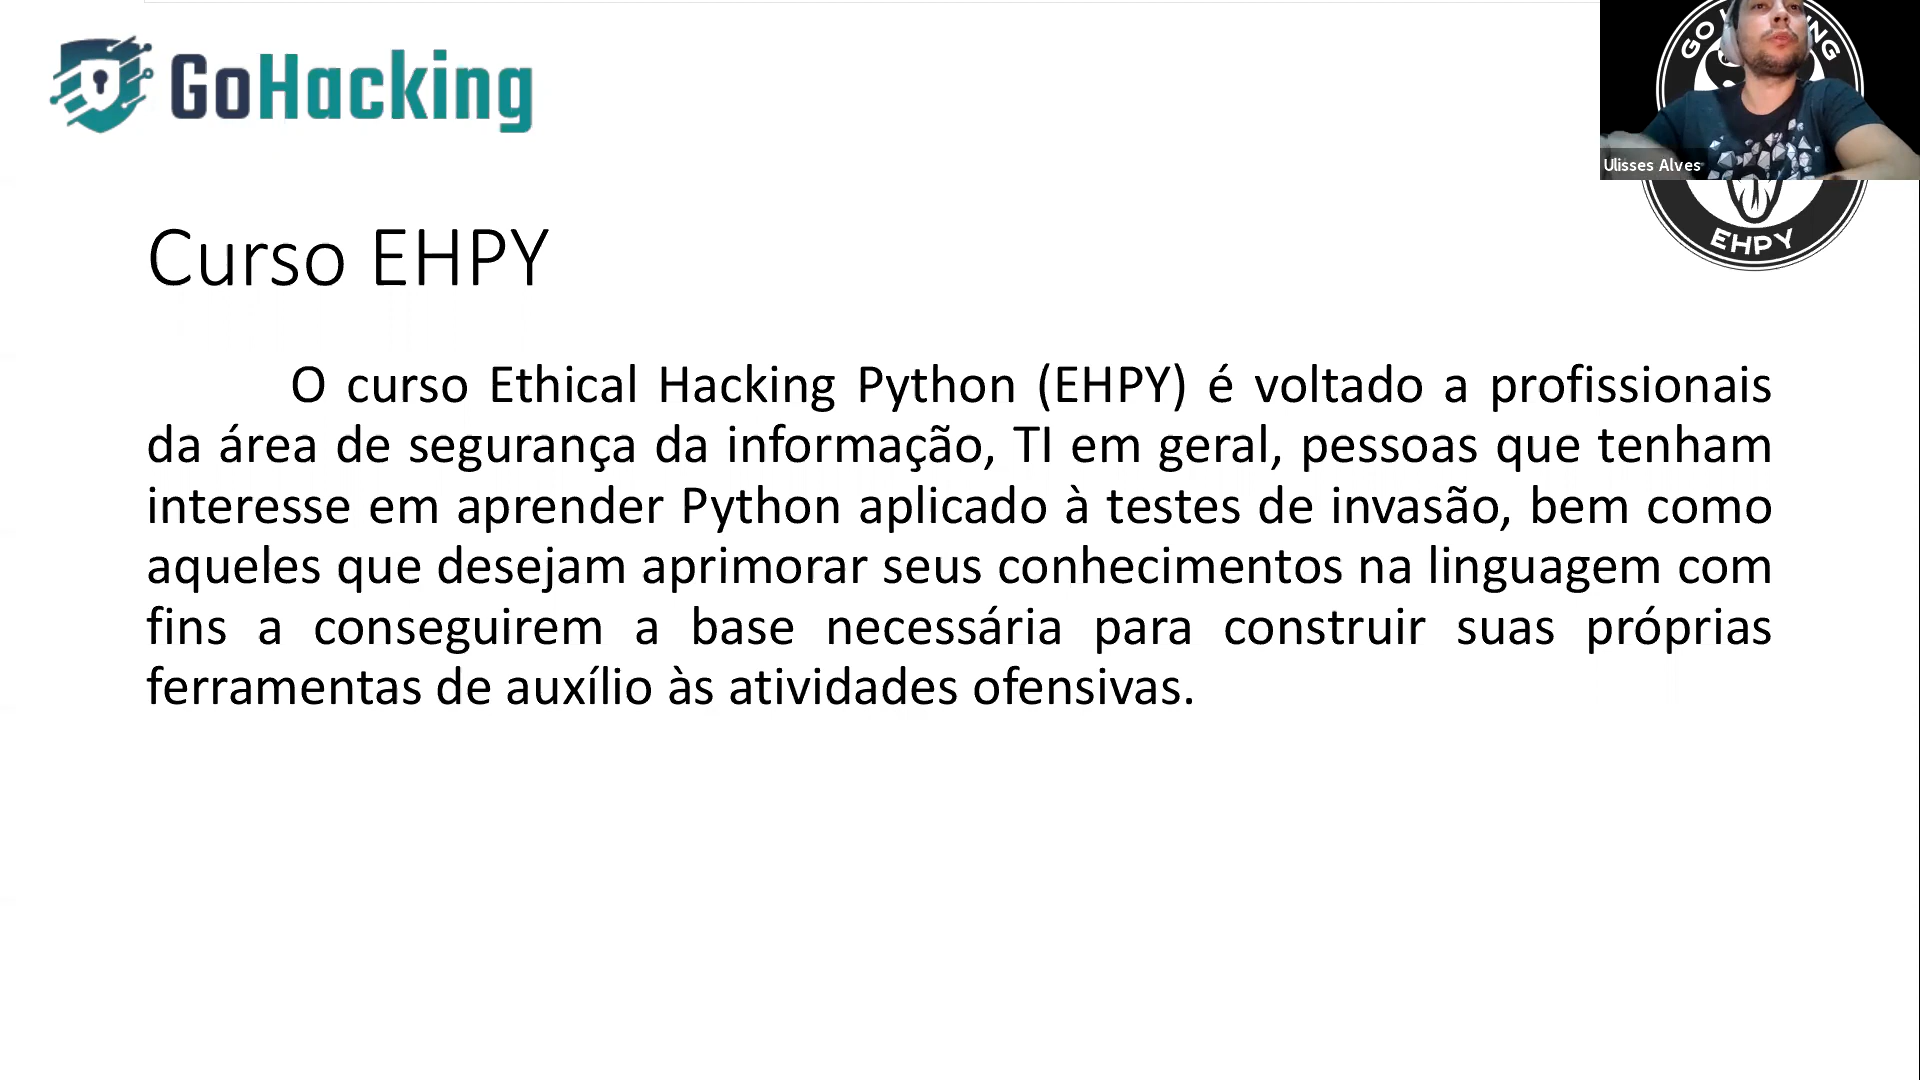 GoHacking
Ulisses Alves
EHPY
Curso EHPY
O curso Ethical Hacking Python (EHPY) é voltado a profissionais
da área de segurança da informação, TI em geral, pessoas que tenham
interesse em aprender Python aplicado à testes de invasão, bem como
aqueles que desejam aprimorar seus conhecimentos na linguagem com
fins a conseguirem a base necessária para construir suas próprias
ferramentas de auxílio às atividades ofensivas.